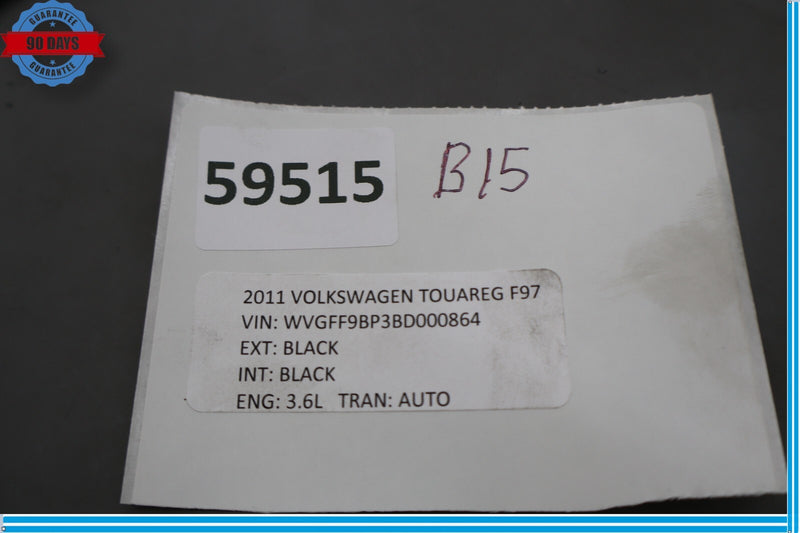 GUARANTEE
90 DAYS
GUARANTEE
59515
B15
2011 VOLKSWAGEN TOUAREG F97
VIN: WVGFF9BP3BD000864
EXT: BLACK
INT: BLACK
ENG: 3.6L TRAN: AUTO